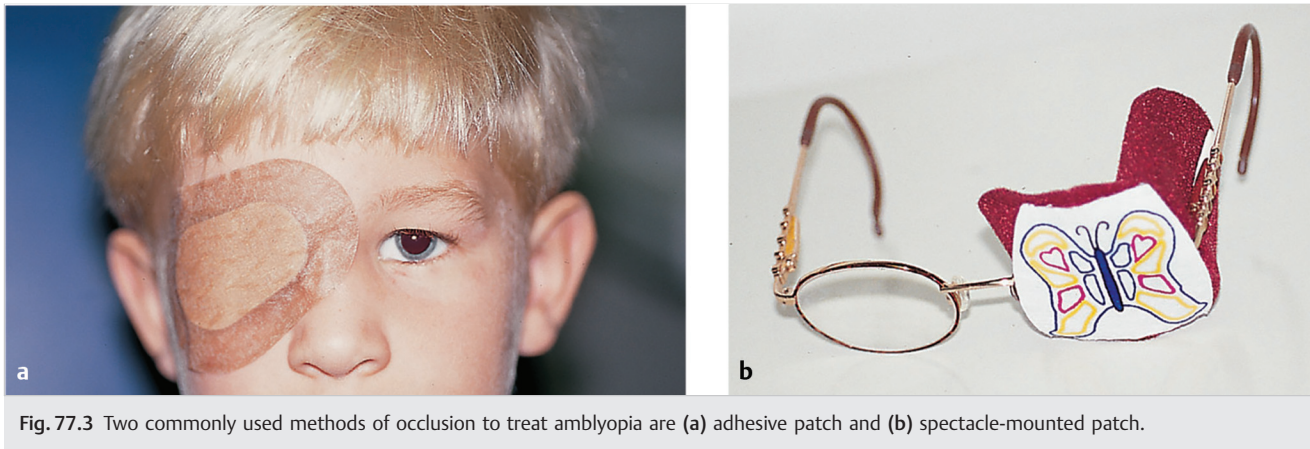 a
b
Fig. 77.3 Two commonly used methods of occlusion to treat amblyopia are (a) adhesive patch and (b) spectacle-mounted patch.